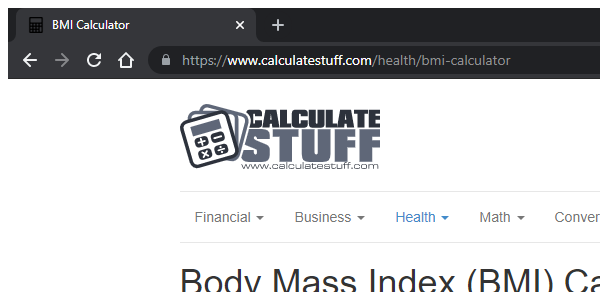 BMI Calculator
https://www.calculatestuff.com/health/bmi-calculator
CALCULATE
STUFF
www.calculatestuff.com
Financial Business Health Math Conver
Body Mass Index (BMI) Ca